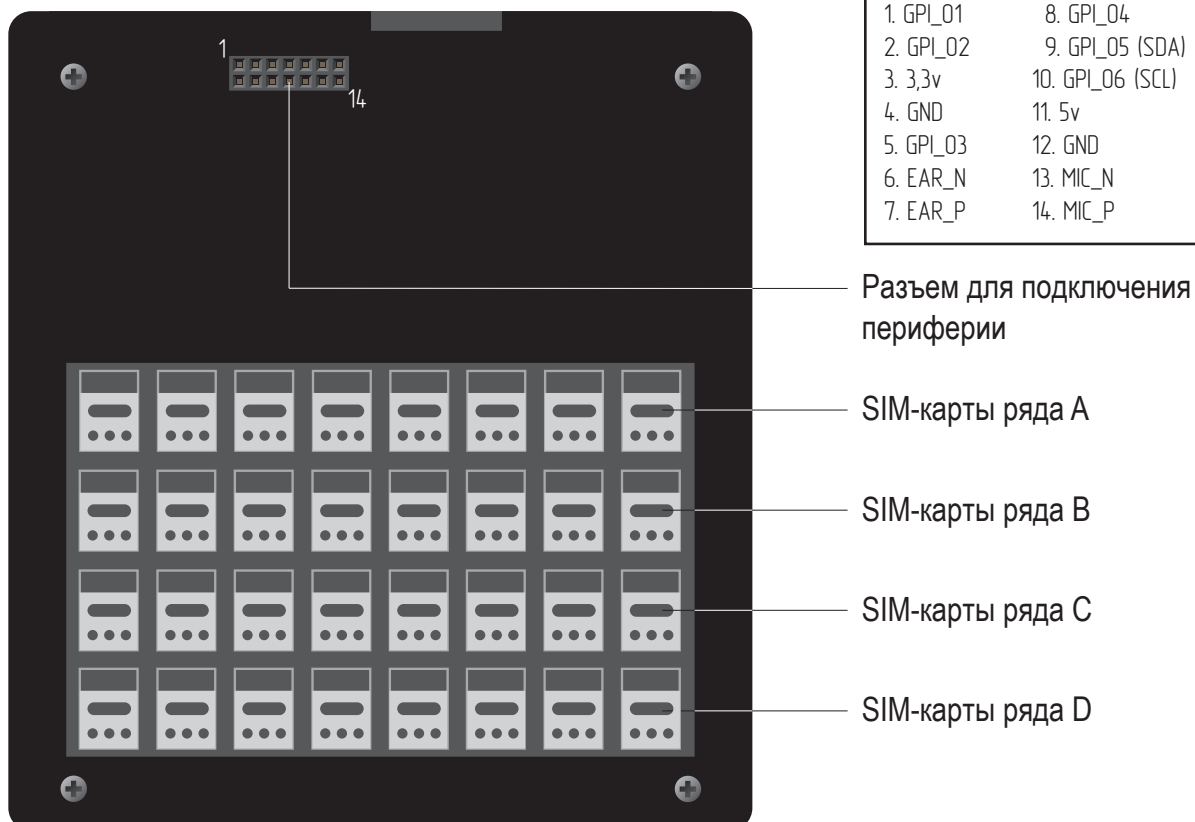 1
14
1. GPI_01 8. GPI_04
2. GPI_02 9. GPI_05 (SDA)
3. 3,3v 10. GPI_06 (SCL)
4. GND 11. 5v
5. GPI_03 12. GND
6. EAR_N 13. MIC_N
7. EAR_P 14. MIC_P
Разъем для подключения
периферии
SIM-карты ряда A
SIM-карты ряда B
SIM-карты ряда C
SIM-карты ряда D